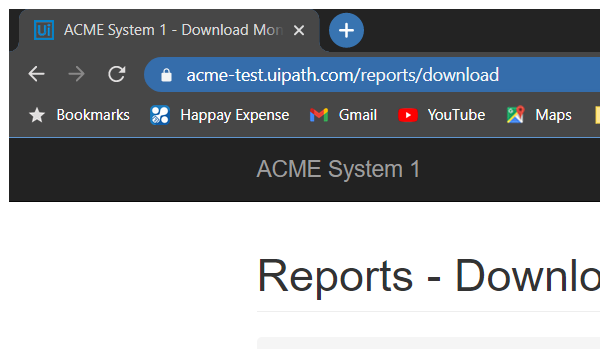 Ui ACME System 1 - Download Mon
acme-test.uipath.com/reports/download
Bookmarks Happay Expense Gmail YouTube Maps
ACME System 1
Reports - Downlo